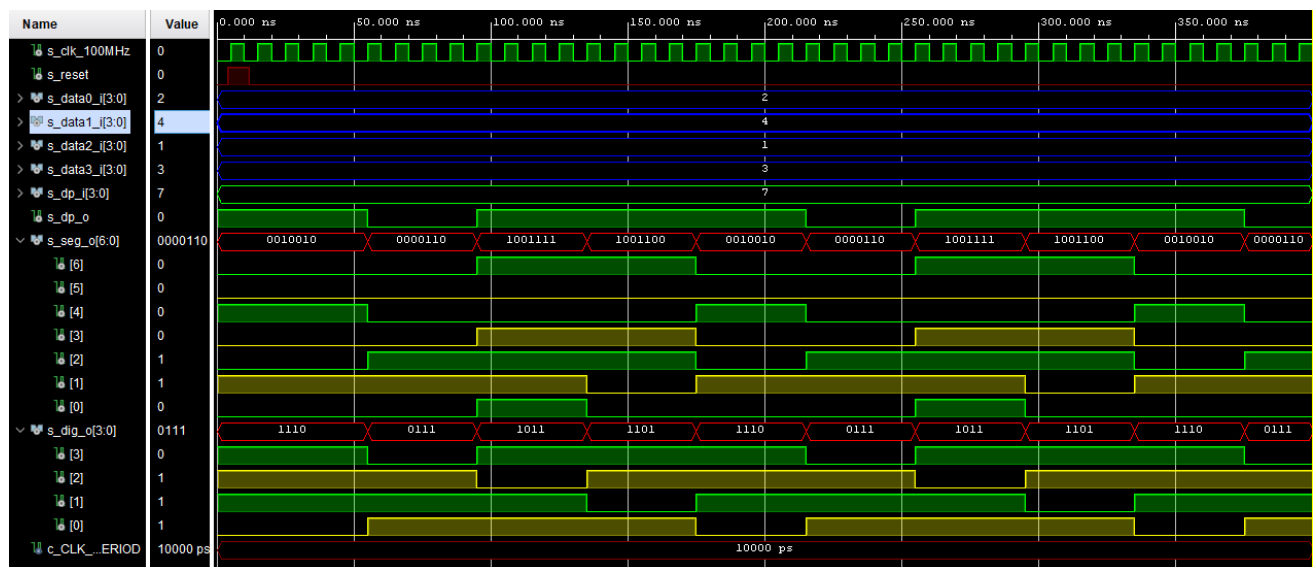 Name Value 0.000 ns 50.000 ns 100.000 ns 150.000 ns 200.000 ns 250.000 ns 300.000 ns 350.000 ns
s_clk_100MHz 0
s_reset 0
s_data0_i[3:0] 2 2
s_data1_i[3:0] 4 4
s_data2_i[3:0] 1 1
s_data3_i[3:0] 3 3
s_dp_i[3:0] 7 7
s_dp_o 0
s_seg_o[6:0] 0000110 0010010 0000110 1001111 1001100 0010010 0000110 1001111 1001100 0010010 0000110
[6] 0
[5] 0
[4] 0
[3] 0
[2] 1
[1] 1
[0] 0
s_dig_o[3:0] 0111 1110 0111 1011 1101 1110 0111 1011 1101 1110 0111
[3] 0
[2] 1
[1] 1
[0] 1
c_CLK_...ERIOD 10000 ps 10000 ps